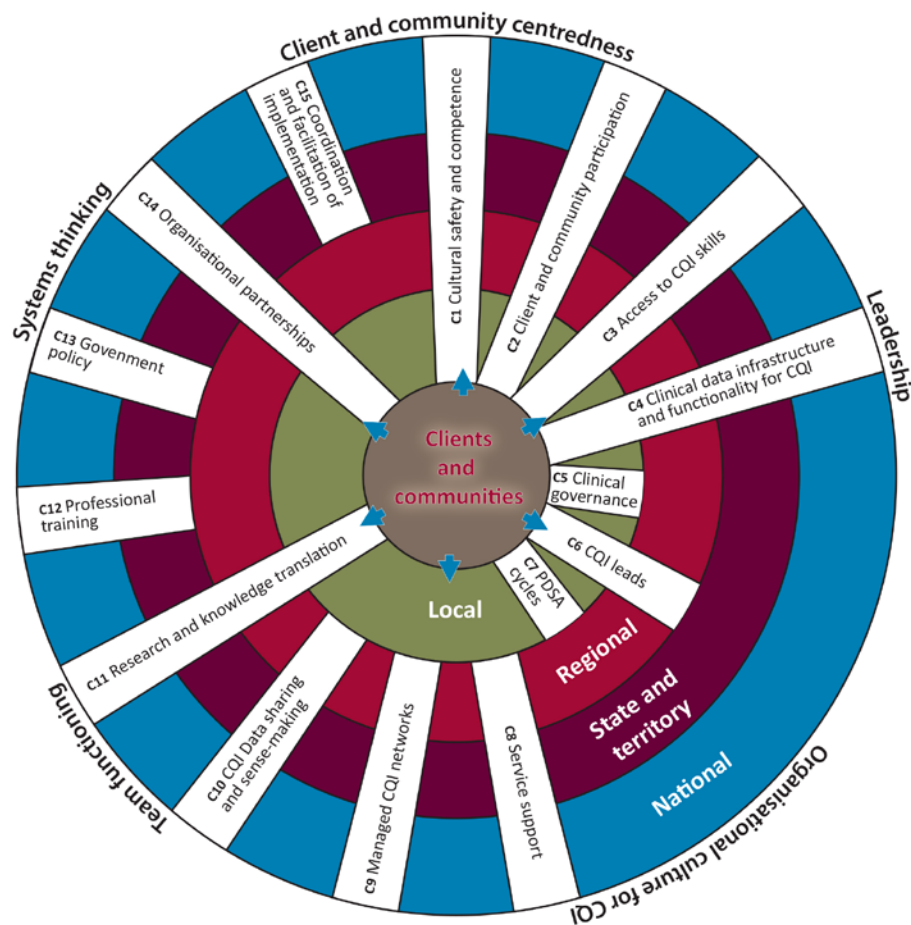 Client and community centredness
Leadership
Organisational culture for CQI
Team functioning
Systems thinking
C1 Cultural safety and competence
C2 Client and community participation
C3 Access to CQI skills
C4 Clinical data infrastructure
and functionality for CQI
C5 Clinical
governance
C6 CQI leads
C7 PDSA
cycles
C8 Service support
C9 Managed CQI networks
C10 CQI Data sharing
and sense-making
C11 Research and knowledge translation
C12 Professional
training
C13 Govenment
policy
C14 Organisational partnerships
C15 Coordination
and facilitation of
implementation
Clients
and
communities
Local
Regional
State and
territory
National